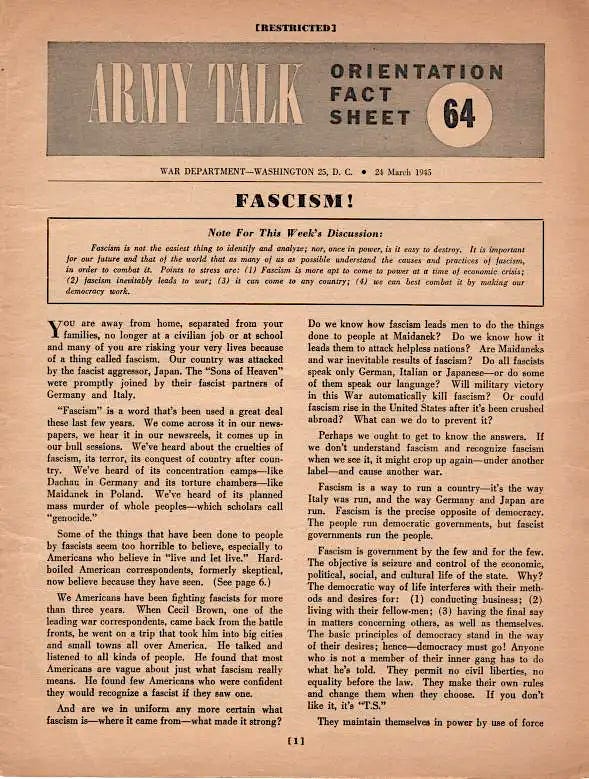 [RESTRICTED]
ARMY TALK
ORIENTATION
FACT
SHEET
64
WAR DEPARTMENT—WASHINGTON 25, D. C. • 24 March 1945
FASCISM!
Note For This Week's Discussion:
Fascism is not the easiest thing to identify and analyze; nor, once in power, is it easy to destroy. It is important
for our future and that of the world that as many of us as possible understand the causes and practices of fascism,
in order to combat it. Points to stress are: (1) Fascism is more apt to come to power at a time of economic crisis;
(2) fascism inevitably leads to war; (3) it can come to any country; (4) we can best combat it by making our
democracy work.
YOU are away from home, separated from your
families, no longer at a civilian job or at school
and many of you are risking your very lives because
of a thing called fascism. Our country was attacked
by the fascist aggressor, Japan. The “Sons of Heaven”
were promptly joined by their fascist partners of
Germany and Italy.
“Fascism” is a word that's been used a great deal
these last few years. We come across it in our news-
papers, we hear it in our newsreels, it comes up in
our bull sessions. We've heard about the cruelties of
fascism, its terror, its conquest of country after coun-
try. We've heard of its concentration camps—like
Dachau in Germany and its torture chambers—like
Maidanek in Poland. We've heard of its planned
mass murder of whole peoples—which scholars call
“genocide.”
Some of the things that have been done to people
by fascists seem too horrible to believe, especially to
Americans who believe in “live and let live.” Hard-
boiled American correspondents, formerly skeptical,
now believe because they have seen. (See page 6.)
We Americans have been fighting fascists for more
than three years. When Cecil Brown, one of the
leading war correspondents, came back from the battle
fronts, he went on a trip that took him into big cities
and small towns all over America. He talked and
listened to all kinds of people. He found that most
Americans are vague about just what fascism really
means. He found few Americans who were confident
they would recognize a fascist if they saw one.
And are we in uniform any more certain what
fascism is—where it came from—what made it strong?
Do we know how fascism leads men to do the things
done to people at Maidanek? Do we know how it
leads them to attack helpless nations? Are Maidaneks
and war inevitable results of fascism? Do all fascists
speak only German, Italian or Japanese—or do some
of them speak our language? Will military victory
in this War automatically kill fascism? Or could
fascism rise in the United States after it's been crushed
abroad? What can we do to prevent it?
Perhaps we ought to get to know the answers. If
we don't understand fascism and recognize fascism
when we see it, it might crop up again—under another
label—and cause another war.
Fascism is a way to run a country—it's the way
Italy was run, and the way Germany and Japan are
run. Fascism is the precise opposite of democracy.
The people run democratic governments, but fascist
governments run the people.
Fascism is government by the few and for the few.
The objective is seizure and control of the economic,
political, social, and cultural life of the state. Why?
The democratic way of life interferes with their meth-
ods and desires for: (1) conducting business; (2)
living with their fellow-men; (3) having the final say
in matters concerning others, as well as themselves.
The basic principles of democracy stand in the way
of their desires; hence—democracy must go! Anyone
who is not a member of their inner gang has to do
what he's told. They permit no civil liberties, no
equality before the law. They make their own rules
and change them when they choose. If you don't
like it, it's “T.S.”
They maintain themselves in power by use of force
[1]